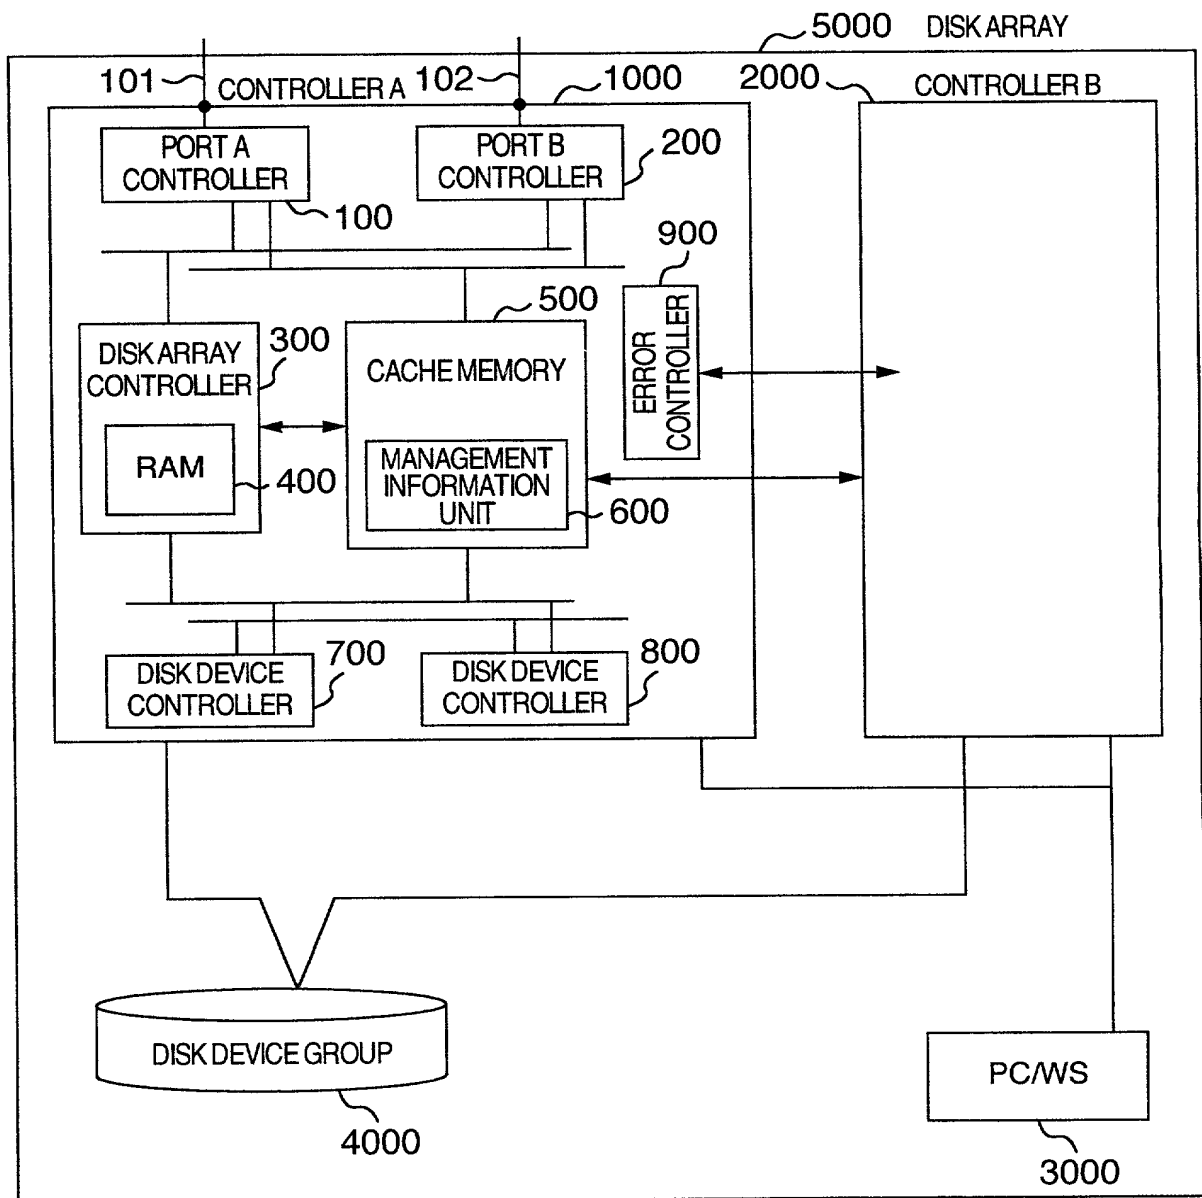 5000 DISK ARRAY
101
CONTROLLER A
102
1000
2000
CONTROLLER B
PORT A
CONTROLLER
100
PORT B
CONTROLLER
200
900
ERROR
CONTROLLER
DISK ARRAY
CONTROLLER
300
RAM
400
500
CACHE MEMORY
MANAGEMENT
INFORMATION
UNIT
600
DISK DEVICE
CONTROLLER
700
DISK DEVICE
CONTROLLER
800
DISK DEVICE GROUP
4000
PC/WS
3000